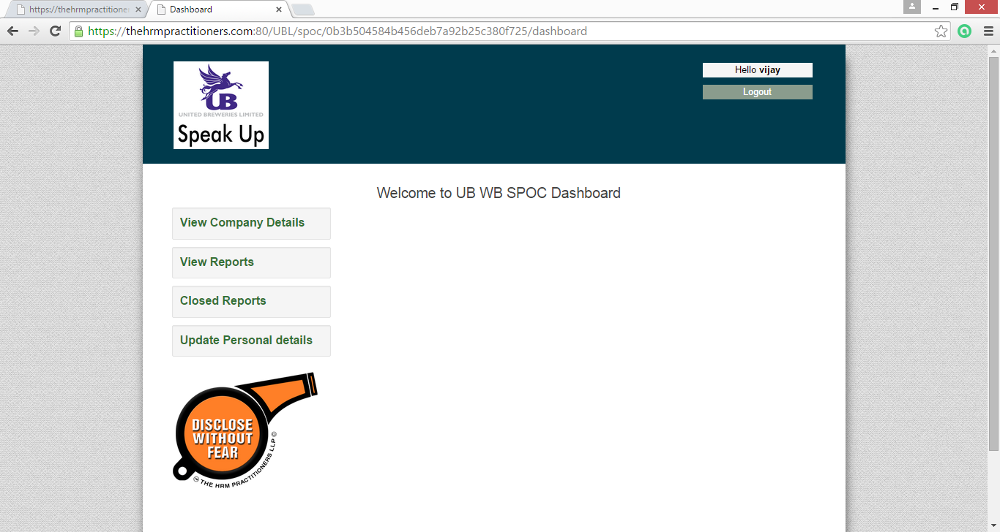 https://thehrmpractitione
Dashboard
https://thehrmpractitioners.com:80/UBL/spoc/0b3b504584b456deb7a92b25c380f725/dashboard
UB
UNITED BREWERIES LIMITED
Speak Up
Hello vijay
Logout
Welcome to UB WB SPOC Dashboard
View Company Details
View Reports
Closed Reports
Update Personal details
DISCLOSE
WITHOUT
FEAR
© THE HRM PRACTITIONERS LLP ©